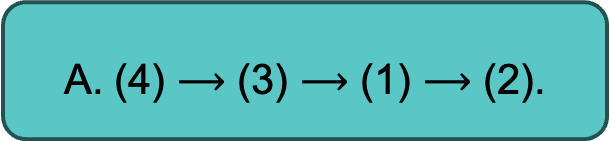 A. (4) ⟶ (3) ⟶ (1) ⟶ (2).